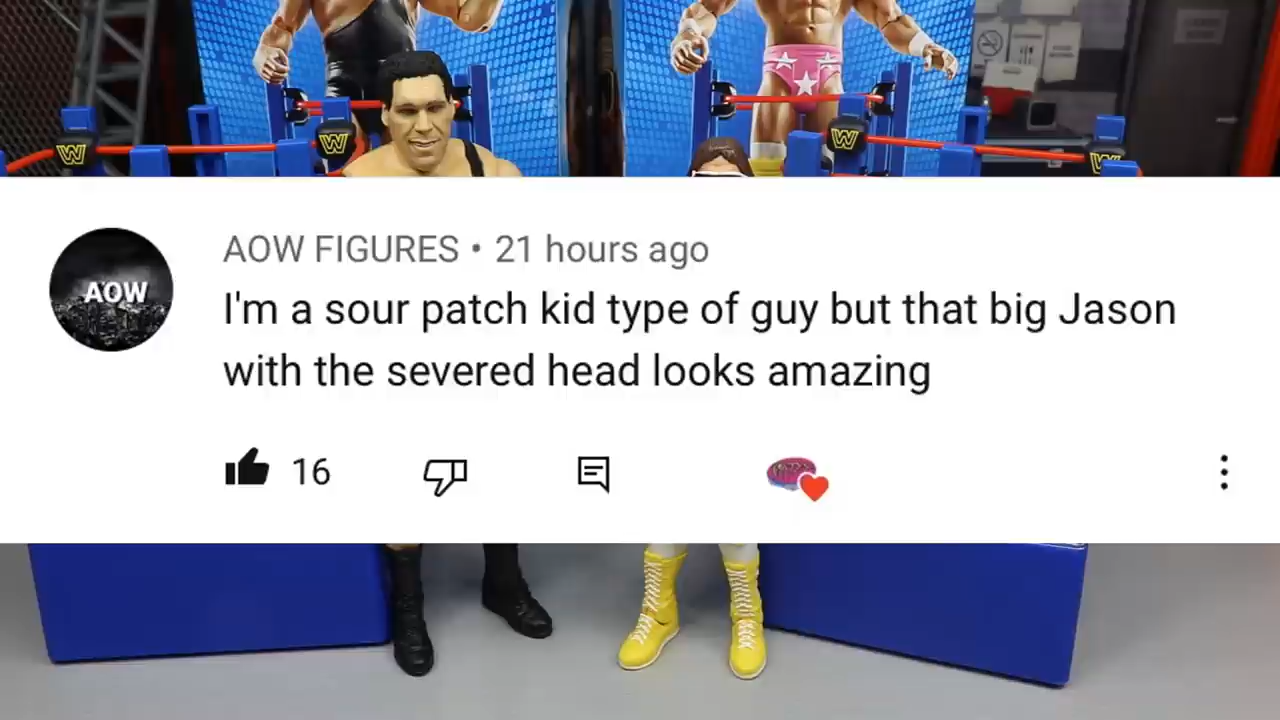 W
W
W
W
AOW
AOW FIGURES • 21 hours ago
I'm a sour patch kid type of guy but that big Jason
with the severed head looks amazing
16